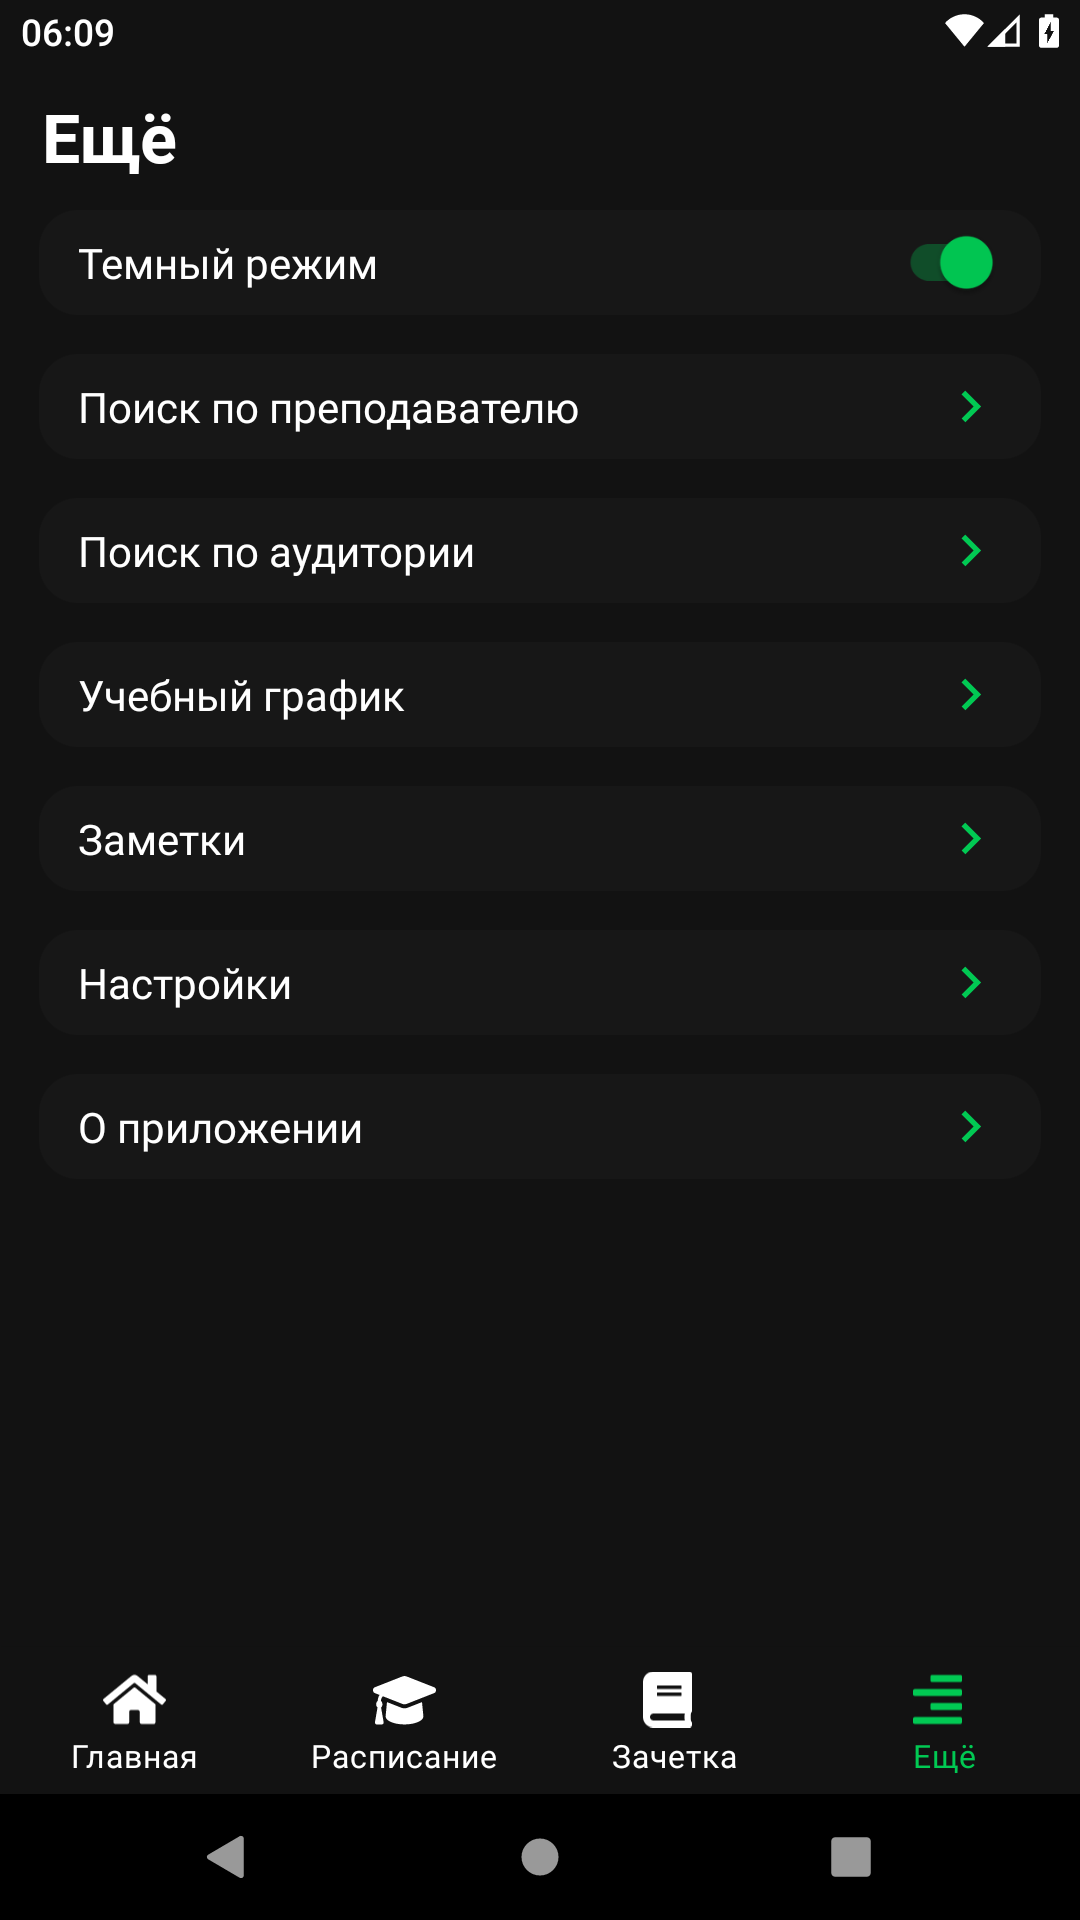 06:09
Ещё
Темный режим
Поиск по преподавателю
Поиск по аудитории
Учебный график
Заметки
Настройки
О приложении
Главная
Расписание
Зачетка
Ещё